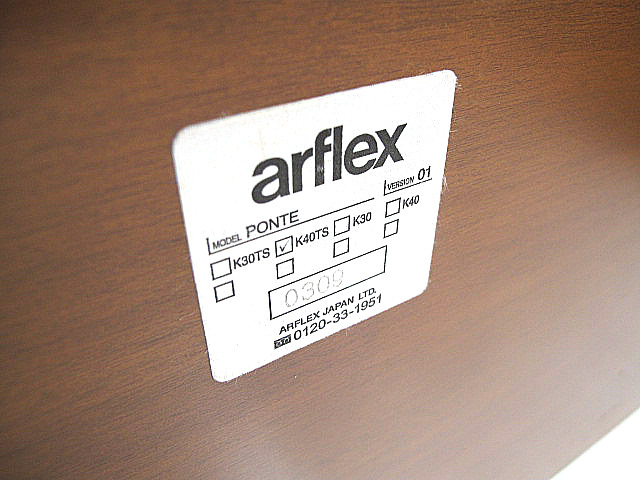 arflex
MODEL PONTE VERSION 01
K30TS ✓ K40TS K30 K40
0309
ARFLEX JAPAN LTD.
0120-33-1951